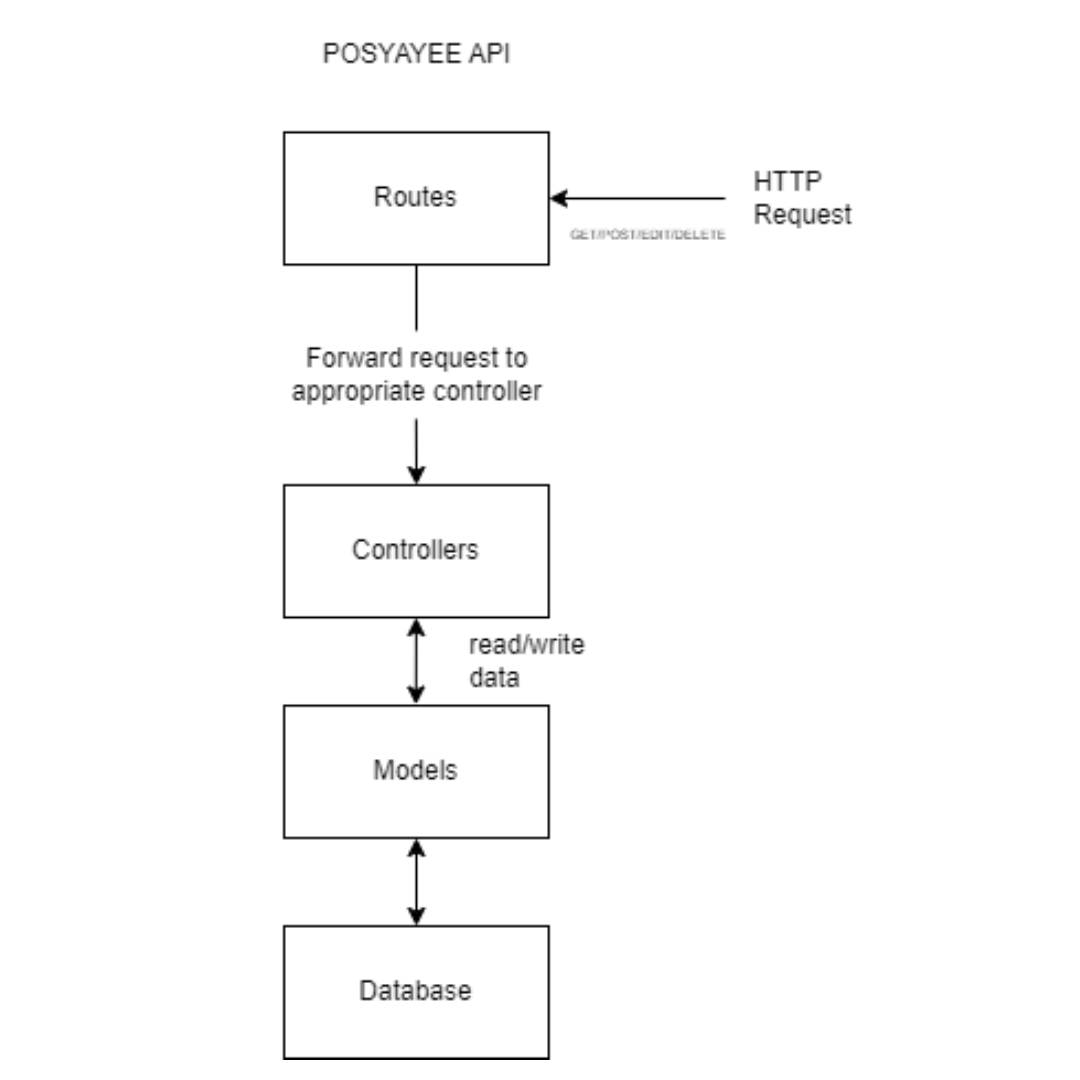 POSYAYEE API
Routes
HTTP
Request
GET/POST/EDIT/DELETE
Forward request to
appropriate controller
Controllers
read/write
data
Models
Database